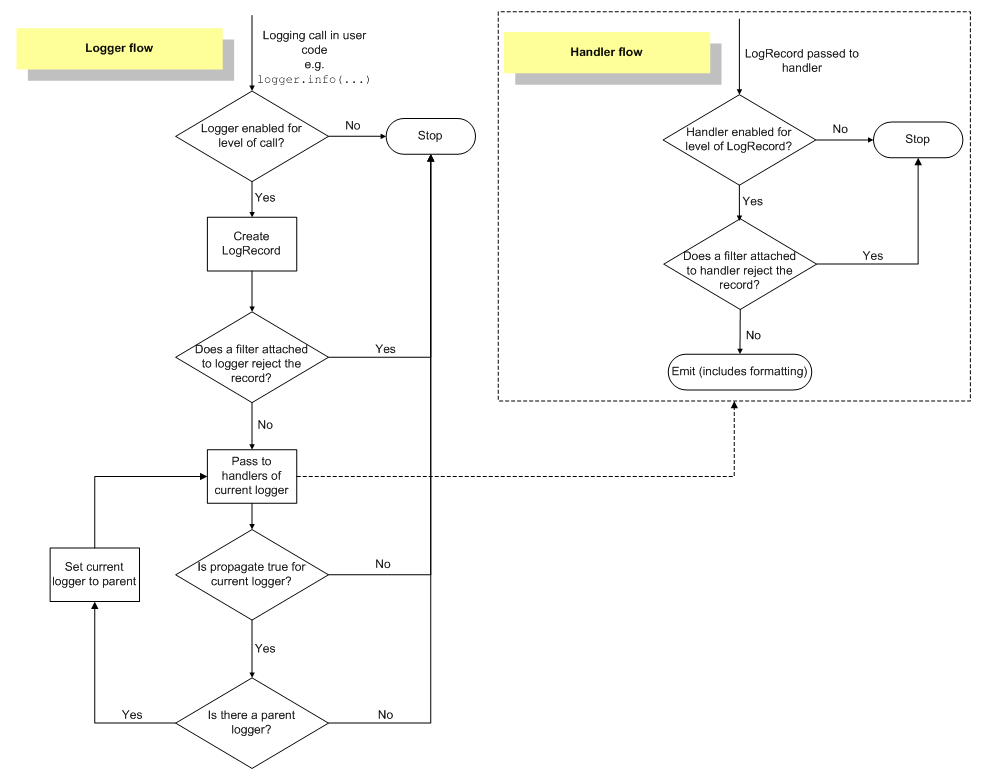 Logger flow
Logging call in user
code
e.g.
logger.info(...)
Logger enabled for
level of call?
No
Stop
Yes
Create
LogRecord
Does a filter attached
to logger reject the
record?
Yes
No
Pass to
handlers of
current logger
Set current
logger to parent
Is propagate true for
current logger?
No
Yes
Is there a parent
logger?
Yes
No
Handler flow
LogRecord passed to
handler
Handler enabled for
level of LogRecord?
No
Stop
Yes
Does a filter attached
to handler reject the
record?
Yes
No
Emit (includes formatting)